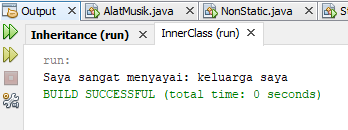 Output
AlatMusik.java
NonStatic.java
Inheritance (run)
InnerClass (run)
run:
Saya sangat menyayai: keluarga saya
BUILD SUCCESSFUL (total time: 0 seconds)